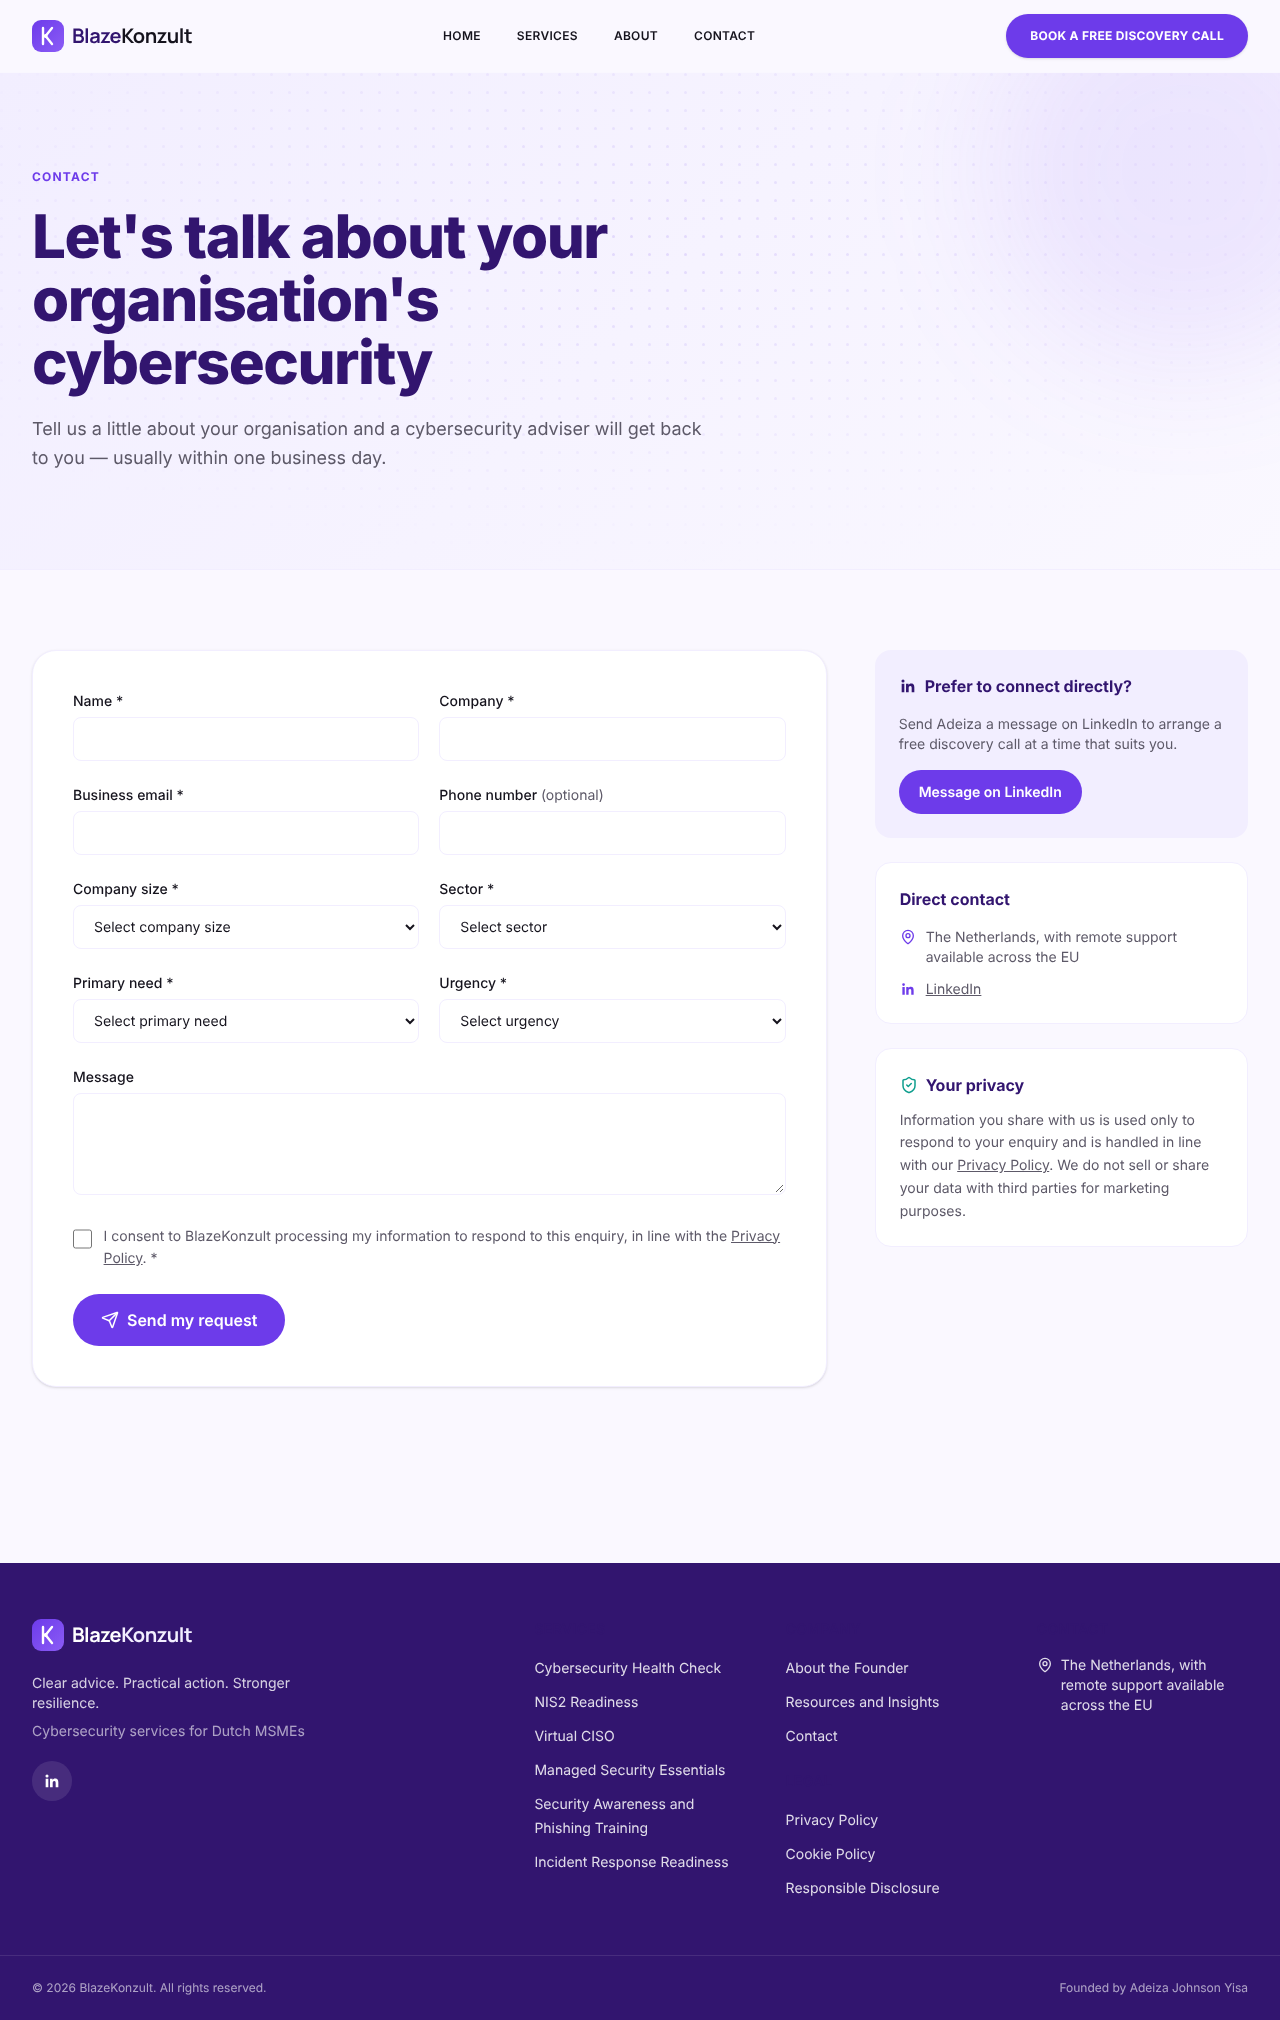 BlazeKonzult
HOME
SERVICES
ABOUT
CONTACT
BOOK A FREE DISCOVERY CALL
CONTACT
Let's talk about your
organisation's
cybersecurity
Tell us a little about your organisation and a cybersecurity adviser will get back
to you — usually within one business day.
Name *
Company *
Business email *
Phone number (optional)
Company size *
Sector *
Select company size
Select sector
Primary need *
Urgency *
Select primary need
Select urgency
Message
I consent to BlazeKonzult processing my information to respond to this enquiry, in line with the Privacy
Policy. *
Send my request
Prefer to connect directly?
Send Adeiza a message on LinkedIn to arrange a
free discovery call at a time that suits you.
Message on LinkedIn
Direct contact
The Netherlands, with remote support
available across the EU
LinkedIn
Your privacy
Information you share with us is used only to
respond to your enquiry and is handled in line
with our Privacy Policy. We do not sell or share
your data with third parties for marketing
purposes.
BlazeKonzult
Clear advice. Practical action. Stronger
resilience.
Cybersecurity services for Dutch MSMEs
Cybersecurity Health Check
NIS2 Readiness
Virtual CISO
Managed Security Essentials
Security Awareness and
Phishing Training
Incident Response Readiness
About the Founder
Resources and Insights
Contact
Privacy Policy
Cookie Policy
Responsible Disclosure
The Netherlands, with
remote support available
across the EU
© 2026 BlazeKonzult. All rights reserved.
Founded by Adeiza Johnson Yisa